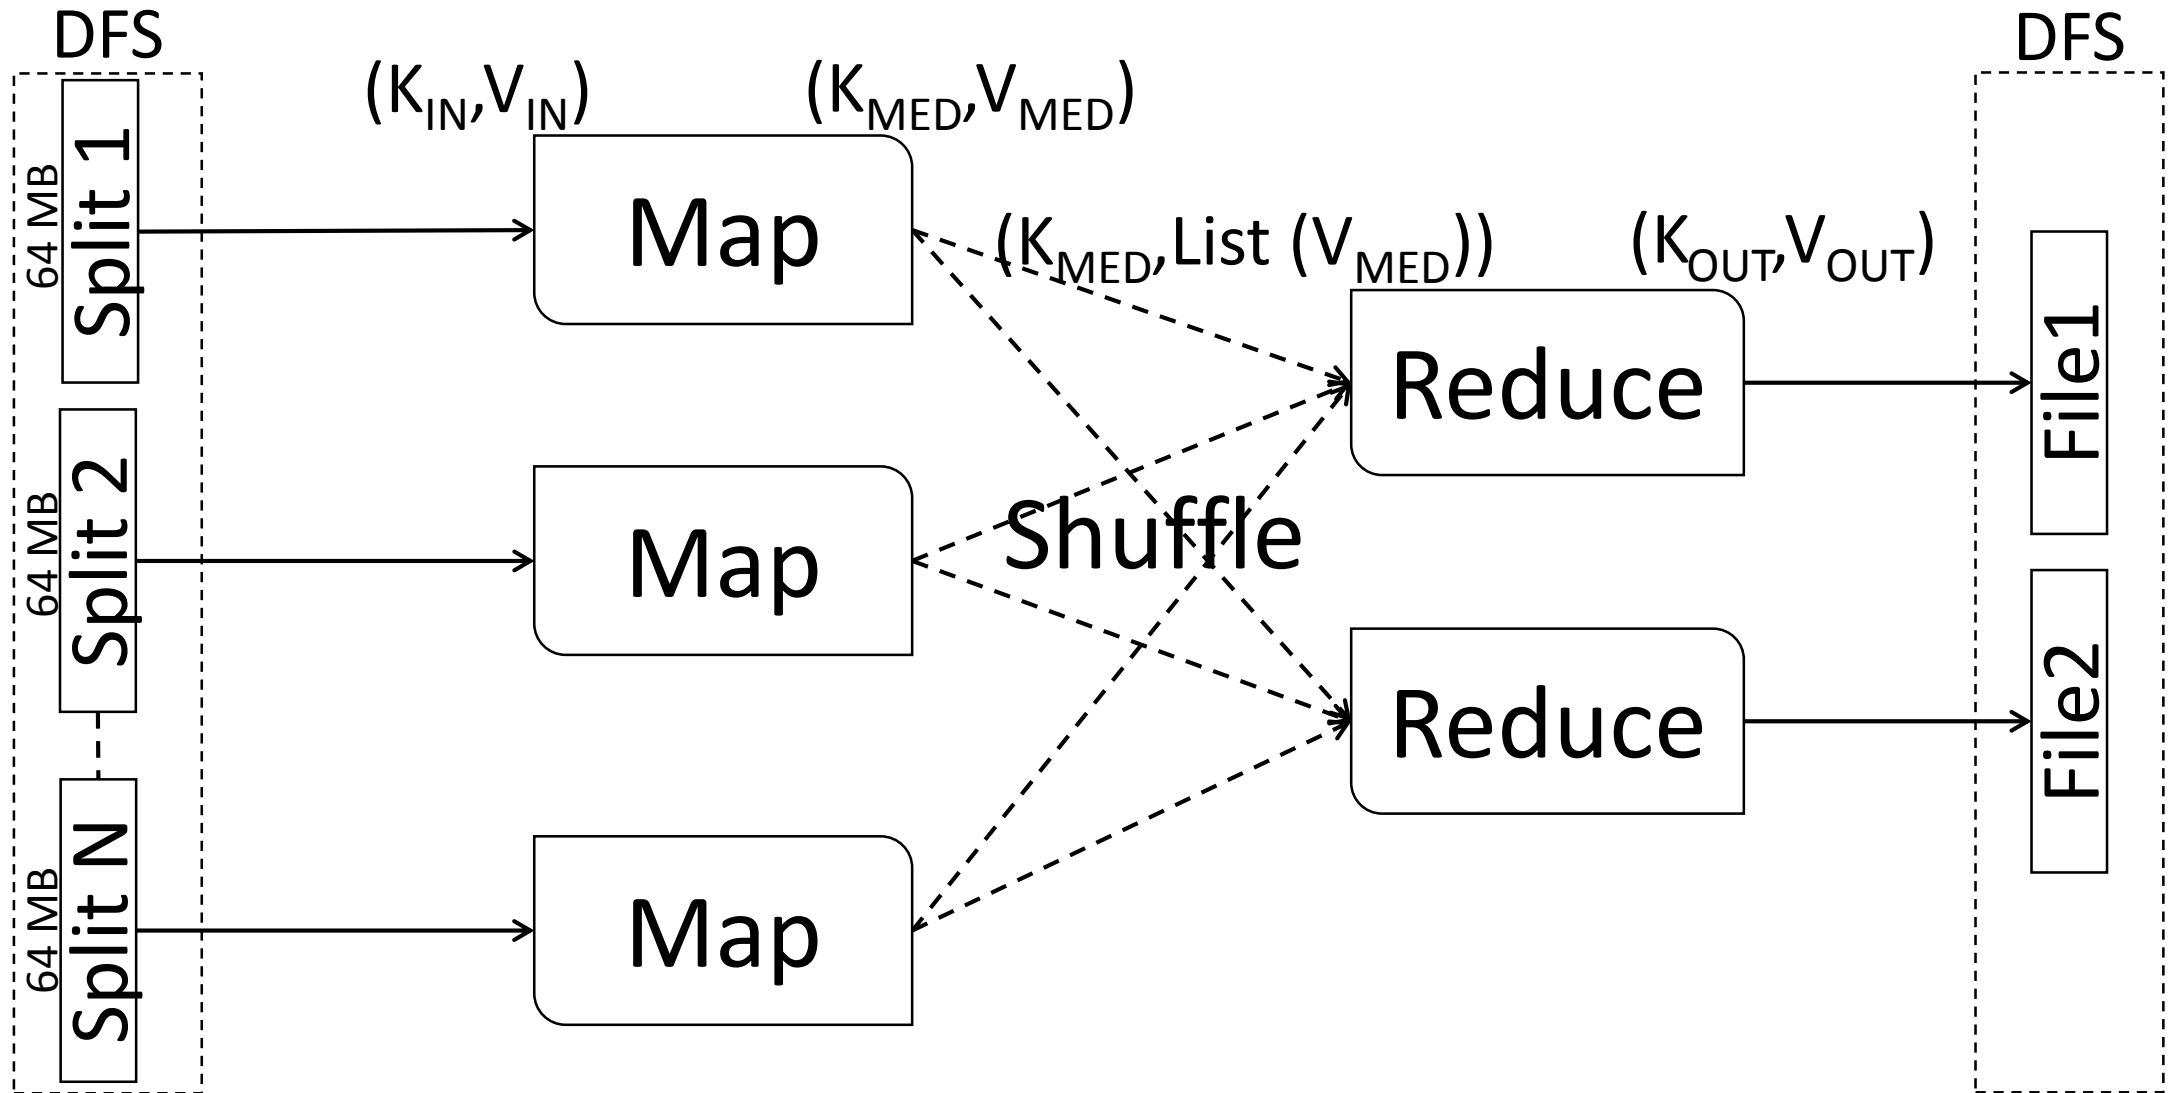 DFS
DFS
(K_IN,V_IN)
(K_MED,V_MED)
64 MB
Split 1
Map
(K_MED,List (V_MED))
(K_OUT,V_OUT)
Reduce
File1
64 MB
Split 2
Map
Shuffle
Reduce
File2
64 MB
Split N
Map